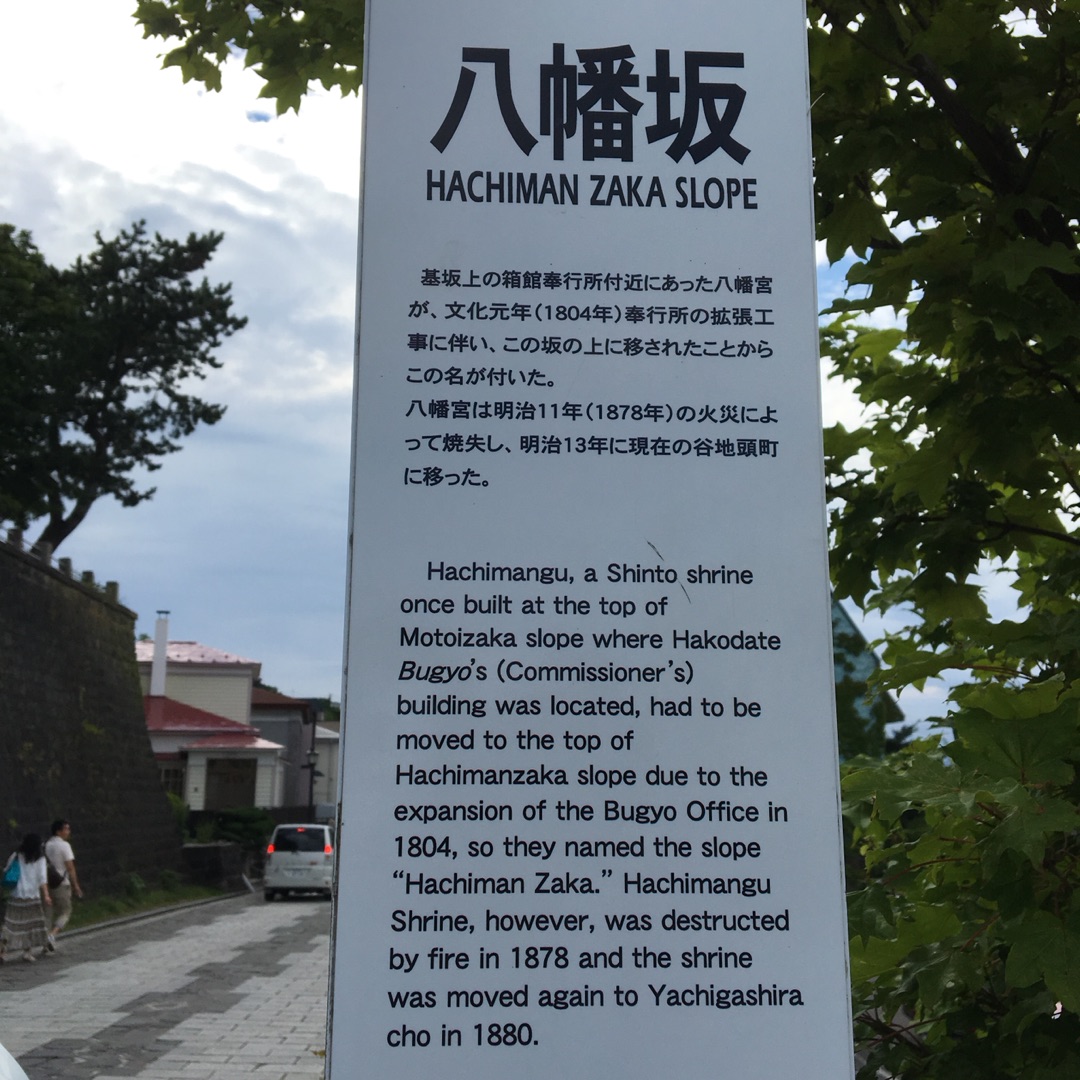 八幡坂
HACHIMAN ZAKA SLOPE
基坂上の箱館奉行所付近にあった八幡宮
が、文化元年(1804年)奉行所の拡張工
事に伴い、この坂の上に移されたことから
この名が付いた。
八幡宮は明治11年(1878年)の火災によ
って焼失し、明治13年に現在の谷地頭町
に移った。
Hachimangu, a Shinto shrine
once built at the top of
Motoizaka slope where Hakodate
Bugyo's (Commissioner's)
building was located, had to be
moved to the top of
Hachimanzaka slope due to the
expansion of the Bugyo Office in
1804, so they named the slope
“Hachiman Zaka.” Hachimangu
Shrine, however, was destructed
by fire in 1878 and the shrine
was moved again to Yachigashira
cho in 1880.